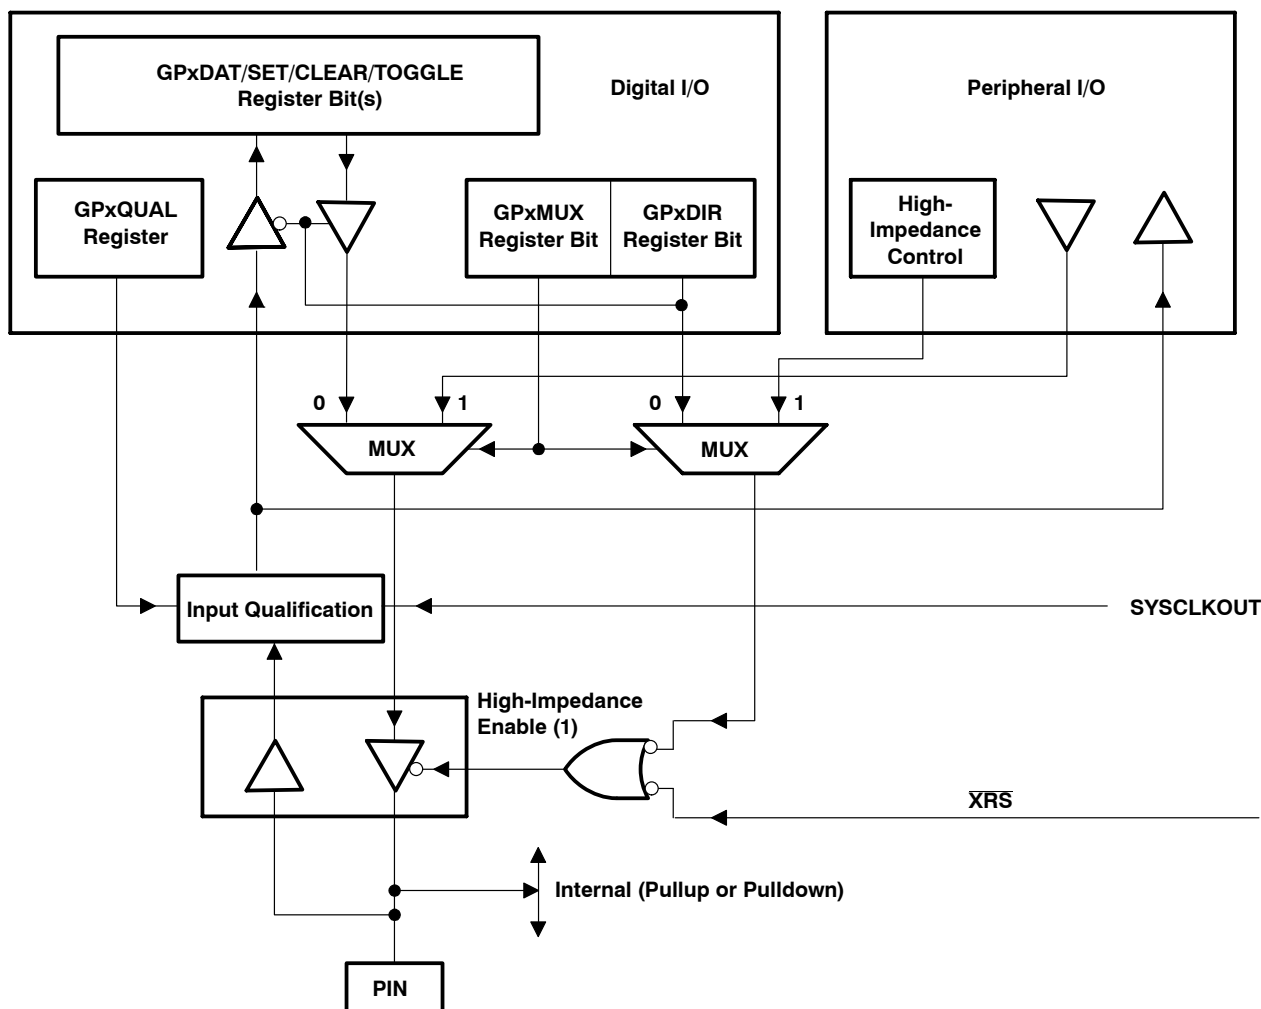 GPxDAT/SET/CLEAR/TOGGLE
Register Bit(s)
Digital I/O
Peripheral I/O
GPxQUAL
Register
GPxMUX
Register Bit
GPxDIR
Register Bit
High-
Impedance
Control
0
1
0
1
MUX
MUX
Input Qualification
SYSCLKOUT
High-Impedance
Enable (1)
XRS
Internal (Pullup or Pulldown)
PIN